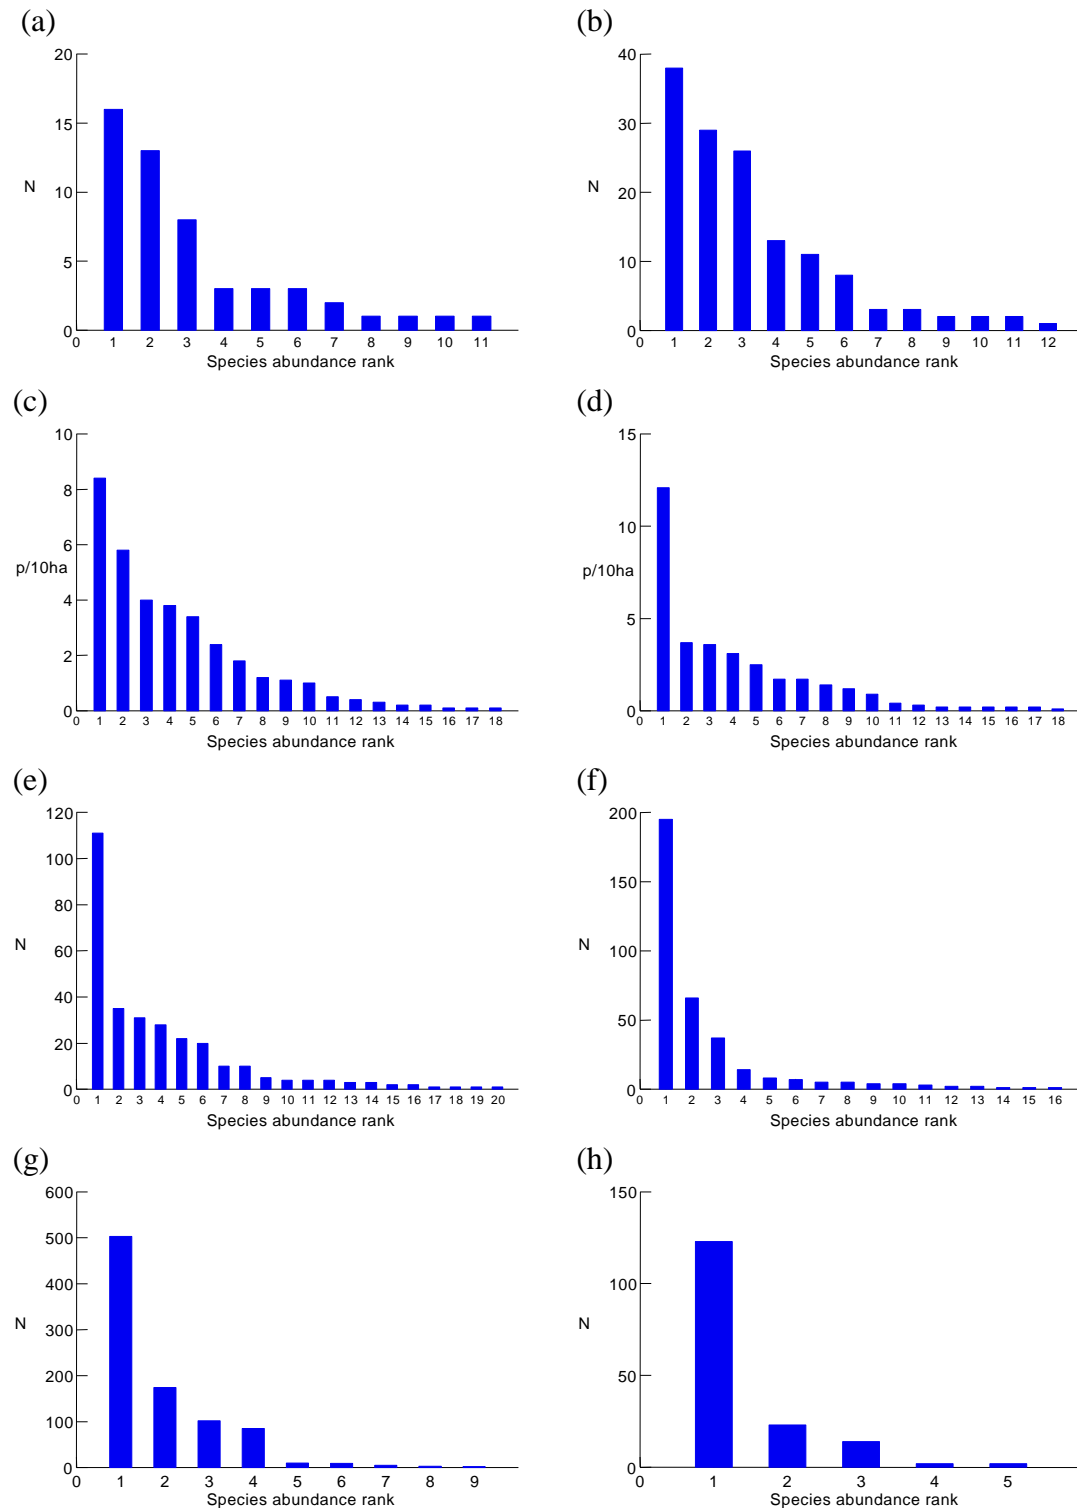 (a)
20
15
N
10
5
0
0 1 2 3 4 5 6 7 8 9 10 11
Species abundance rank
(b)
40
30
N
20
10
0
0 1 2 3 4 5 6 7 8 9 10 11 12
Species abundance rank
(c)
10
8
6
p/10ha
4
2
0
0 1 2 3 4 5 6 7 8 9 10 11 12 13 14 15 16 17 18
Species abundance rank
(d)
15
10
p/10ha
5
0
0 1 2 3 4 5 6 7 8 9 10 11 12 13 14 15 16 17 18
Species abundance rank
(e)
120
100
80
N
60
40
20
0
0 1 2 3 4 5 6 7 8 9 10 11 12 13 14 15 16 17 18 19 20
Species abundance rank
(f)
200
150
N
100
50
0
0 1 2 3 4 5 6 7 8 9 10 11 12 13 14 15 16
Species abundance rank
(g)
600
500
400
N
300
200
100
0
0 1 2 3 4 5 6 7 8 9
Species abundance rank
(h)
150
100
N
50
0
0 1 2 3 4 5
Species abundance rank